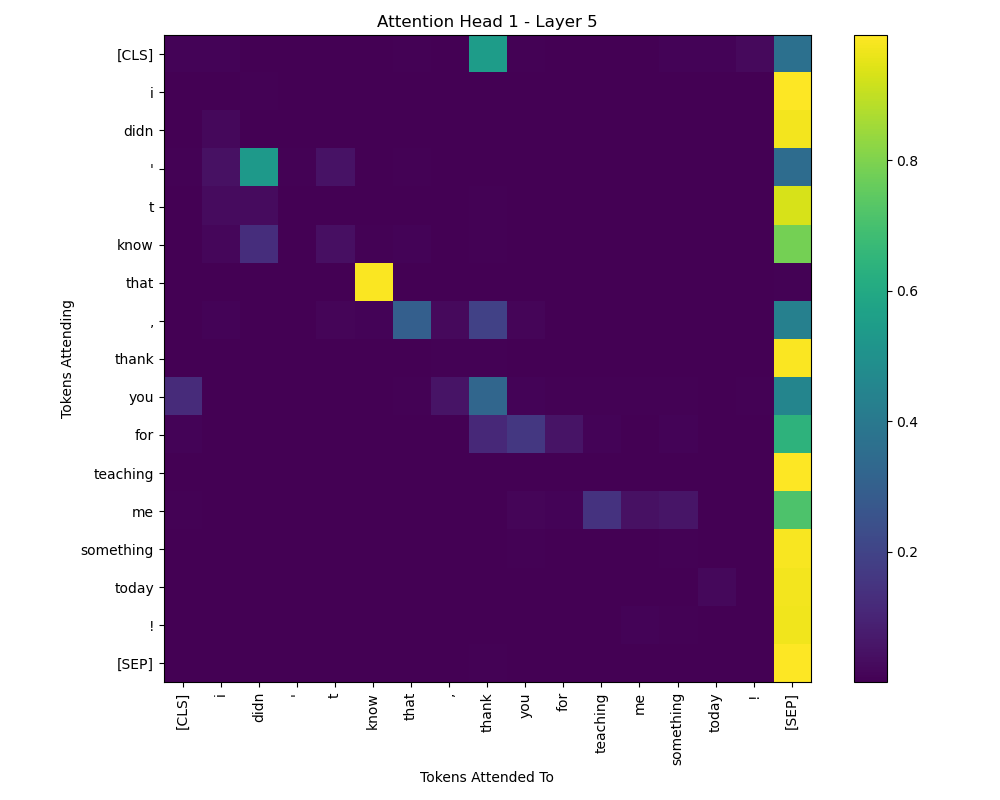 Attention Head 1 - Layer 5
[CLS]
i
didn
'
t
know
that
,
thank
you
for
teaching
me
something
today
!
[SEP]
Tokens Attending
[CLS]
i
didn
'
t
know
that
,
thank
you
for
teaching
me
something
today
!
[SEP]
Tokens Attended To
0.8
0.6
0.4
0.2